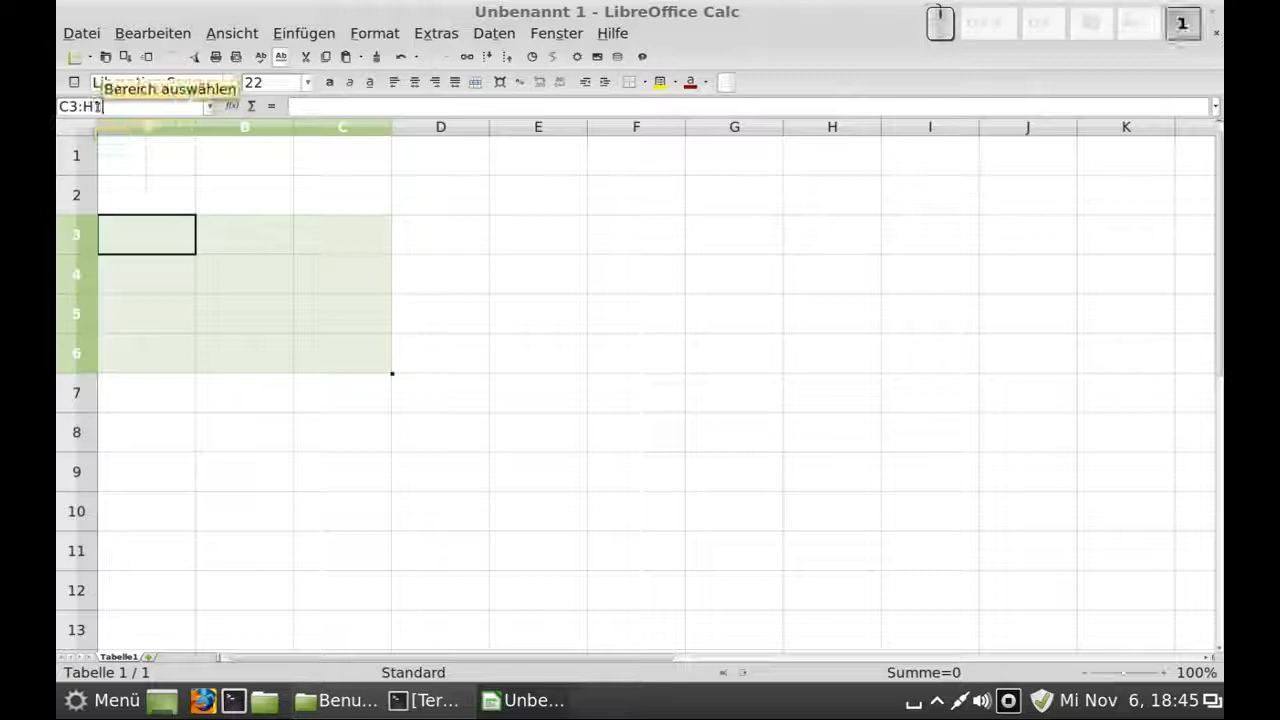 Unbenannt 1 - LibreOffice Calc
Datei Bearbeiten Ansicht Einfügen Format Extras Daten Fenster Hilfe
1
22
Bereich auswählen
C3:H
f(x) Σ =
B C D E F G H I J K
1
2
3
4
5
6
7
8
9
10
11
12
13
Tabelle1
Tabelle 1 / 1 Standard Summe=0 100%
Menü Benu... [Ter... Unbe... Mi Nov 6, 18:45